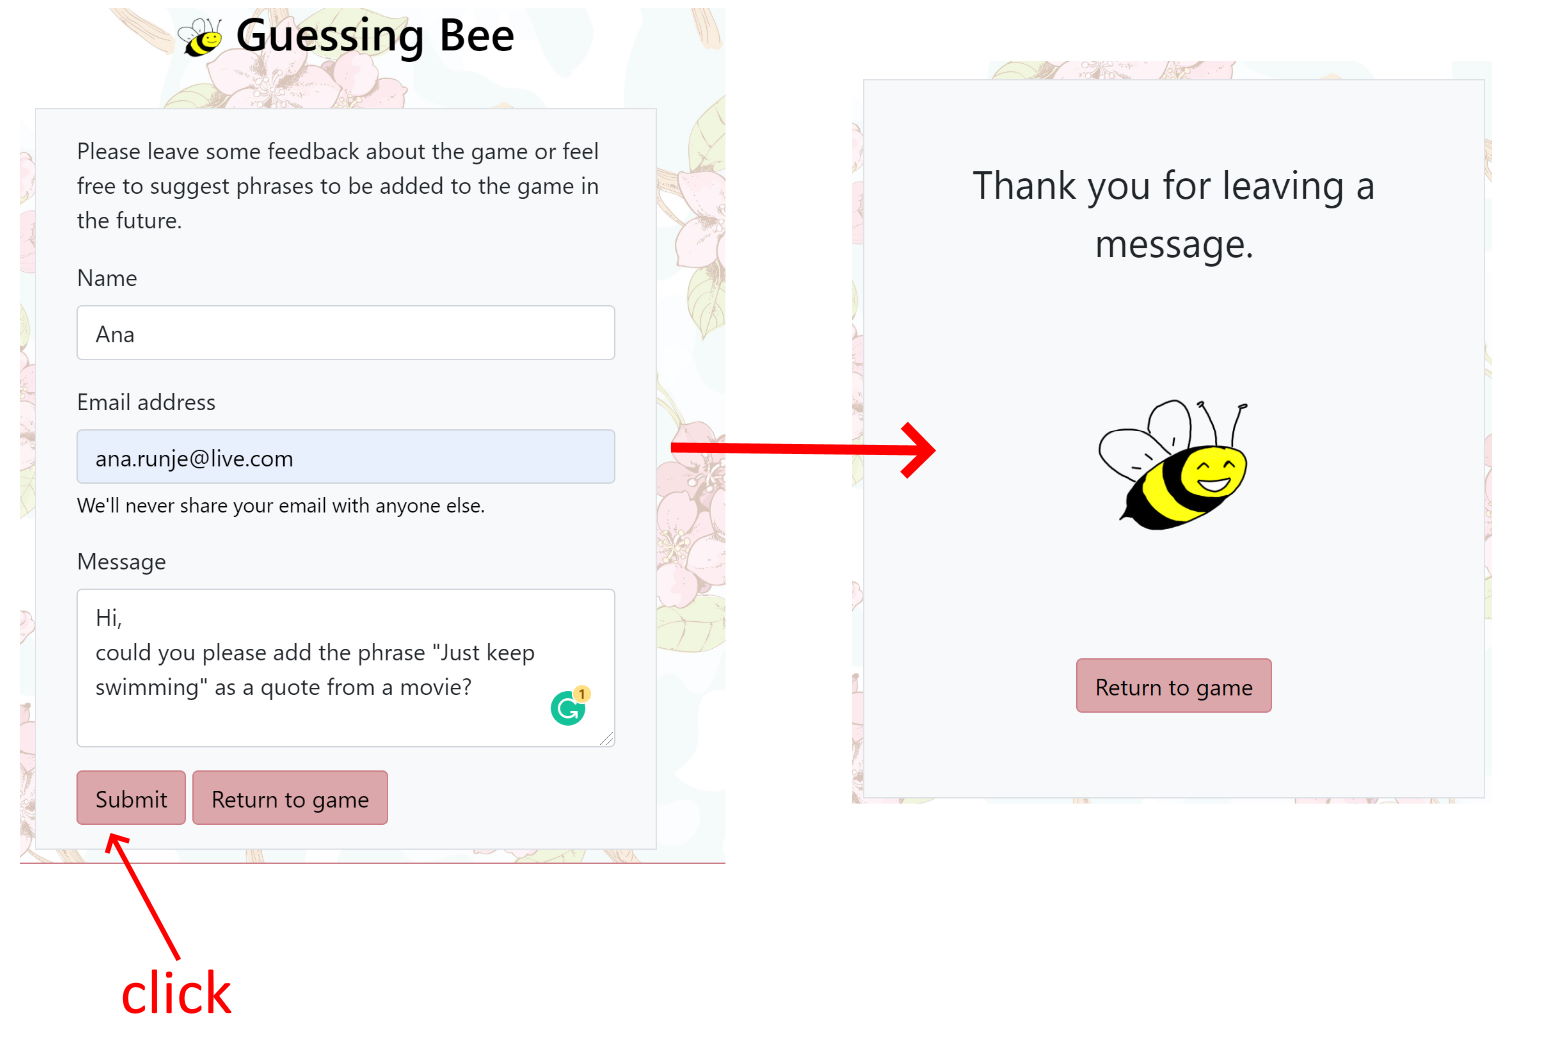 Guessing Bee
Please leave some feedback about the game or feel
free to suggest phrases to be added to the game in
the future.
Name
Ana
Email address
ana.runje@live.com
We'll never share your email with anyone else.
Message
Hi,
could you please add the phrase "Just keep
swimming" as a quote from a movie?
1
Submit
Return to game
click
Thank you for leaving a
message.
Return to game